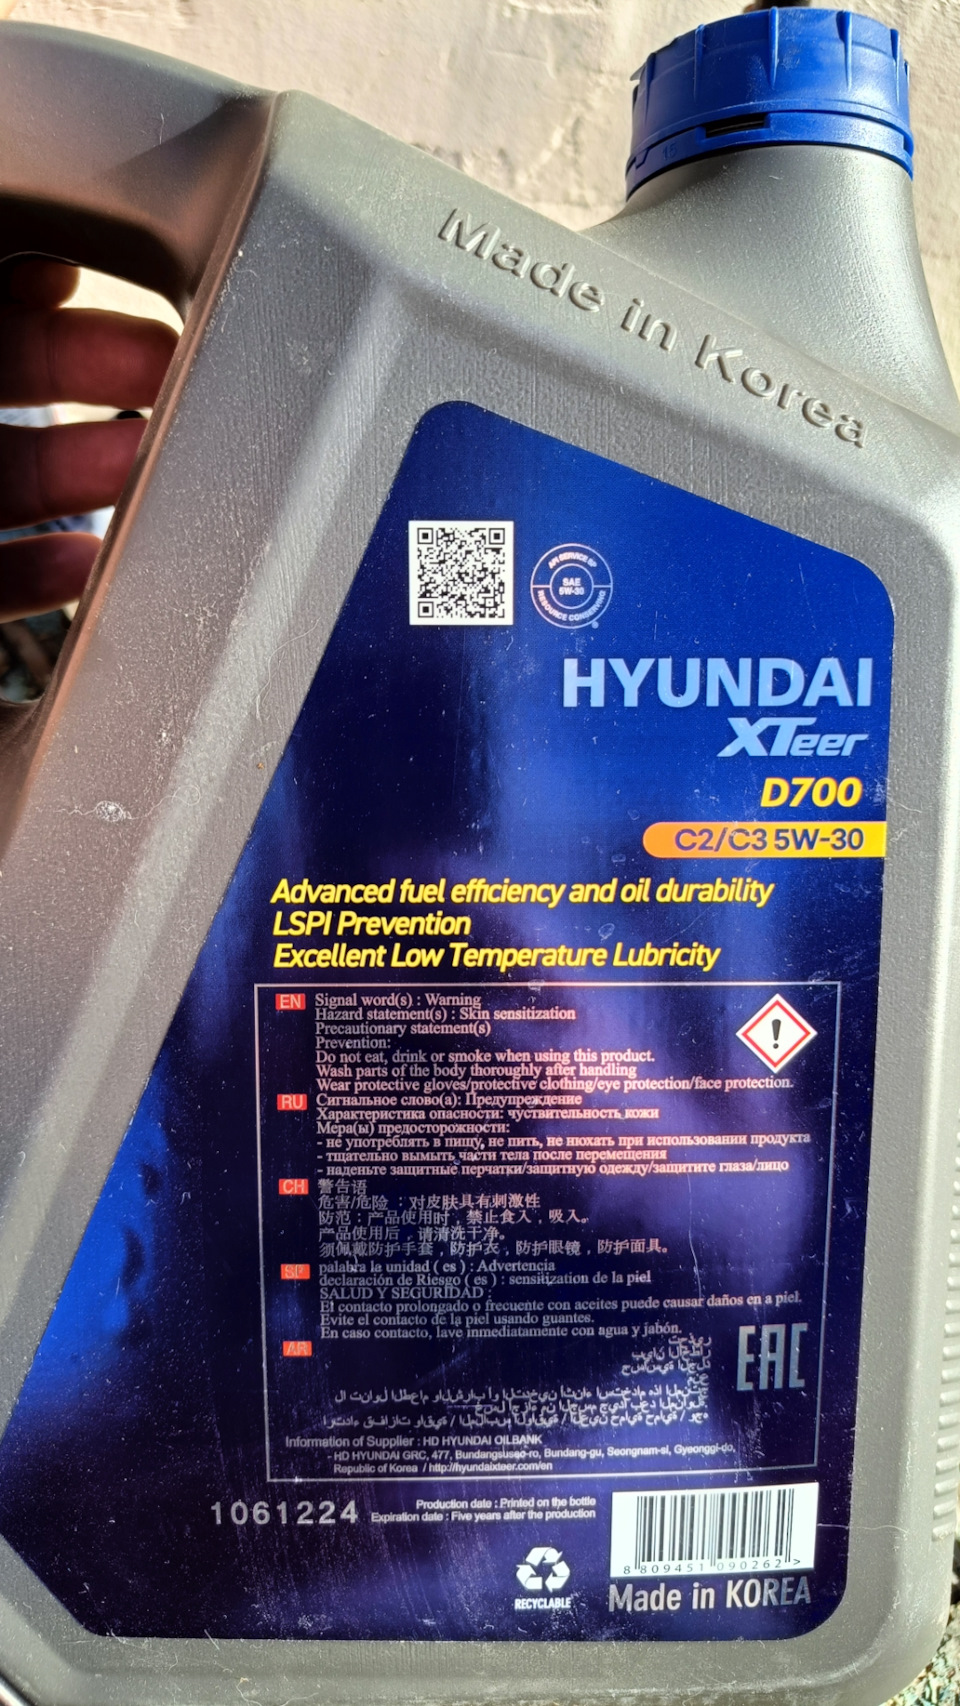 Made in Korea
API SERVICE SP
SAE
5W-30
RESOURCE CONSERVING
HYUNDAI
XTeer
D700
C2/C3 5W-30
Advanced fuel efficiency and oil durability
LSPI Prevention
Excellent Low Temperature Lubricity
EN Signal word(s) : Warning
Hazard statement(s) : Skin sensitization
Precautionary statement(s)
Prevention:
Do not eat, drink or smoke when using this product.
Wash parts of the body thoroughly after handling
Wear protective gloves/protective clothing/eye protection/face protection.
RU Сигнальное слово(а): Предупреждение
Характеристика опасности: чуствительность кожи
Мера(ы) предосторожности:
- не употреблять в пищу, не пить, не нюхать при использовании продукта
- тщательно вымыть части тела после перемещения
- наденьте защитные перчатки/защитную одежду/защитите глаза/лицо
CH 警告语
危害/危险 : 对皮肤具有刺激性
防范 : 产品使用时 , 禁止食入 , 吸入。
产品使用后 , 请清洗干净。
须佩戴防护手套 , 防护衣 , 防护眼镜 , 防护面具。
SP palabra la unidad ( es ) : Advertencia
declaración de Riesgo ( es ) : sensitization de la piel
SALUD Y SEGURIDAD :
El contacto prolongado o frecuente con aceites puede causar daños en a piel.
Evite el contacto de la piel usando guantes.
En caso contacto, lave inmediatamente con agua y jabón.
AR
EAC
Information of Supplier : HD HYUNDAI OILBANK
- HD HYUNDAI GRC, 477, Bundangsuseo-ro, Bundang-gu, Seongnam-si, Gyeonggi-do,
Republic of Korea / http://hyundaixteer.com/en
1061224
Production date : Printed on the bottle
Expiration date : Five years after the production
8 809451 090262 >
RECYCLABLE
Made in KOREA